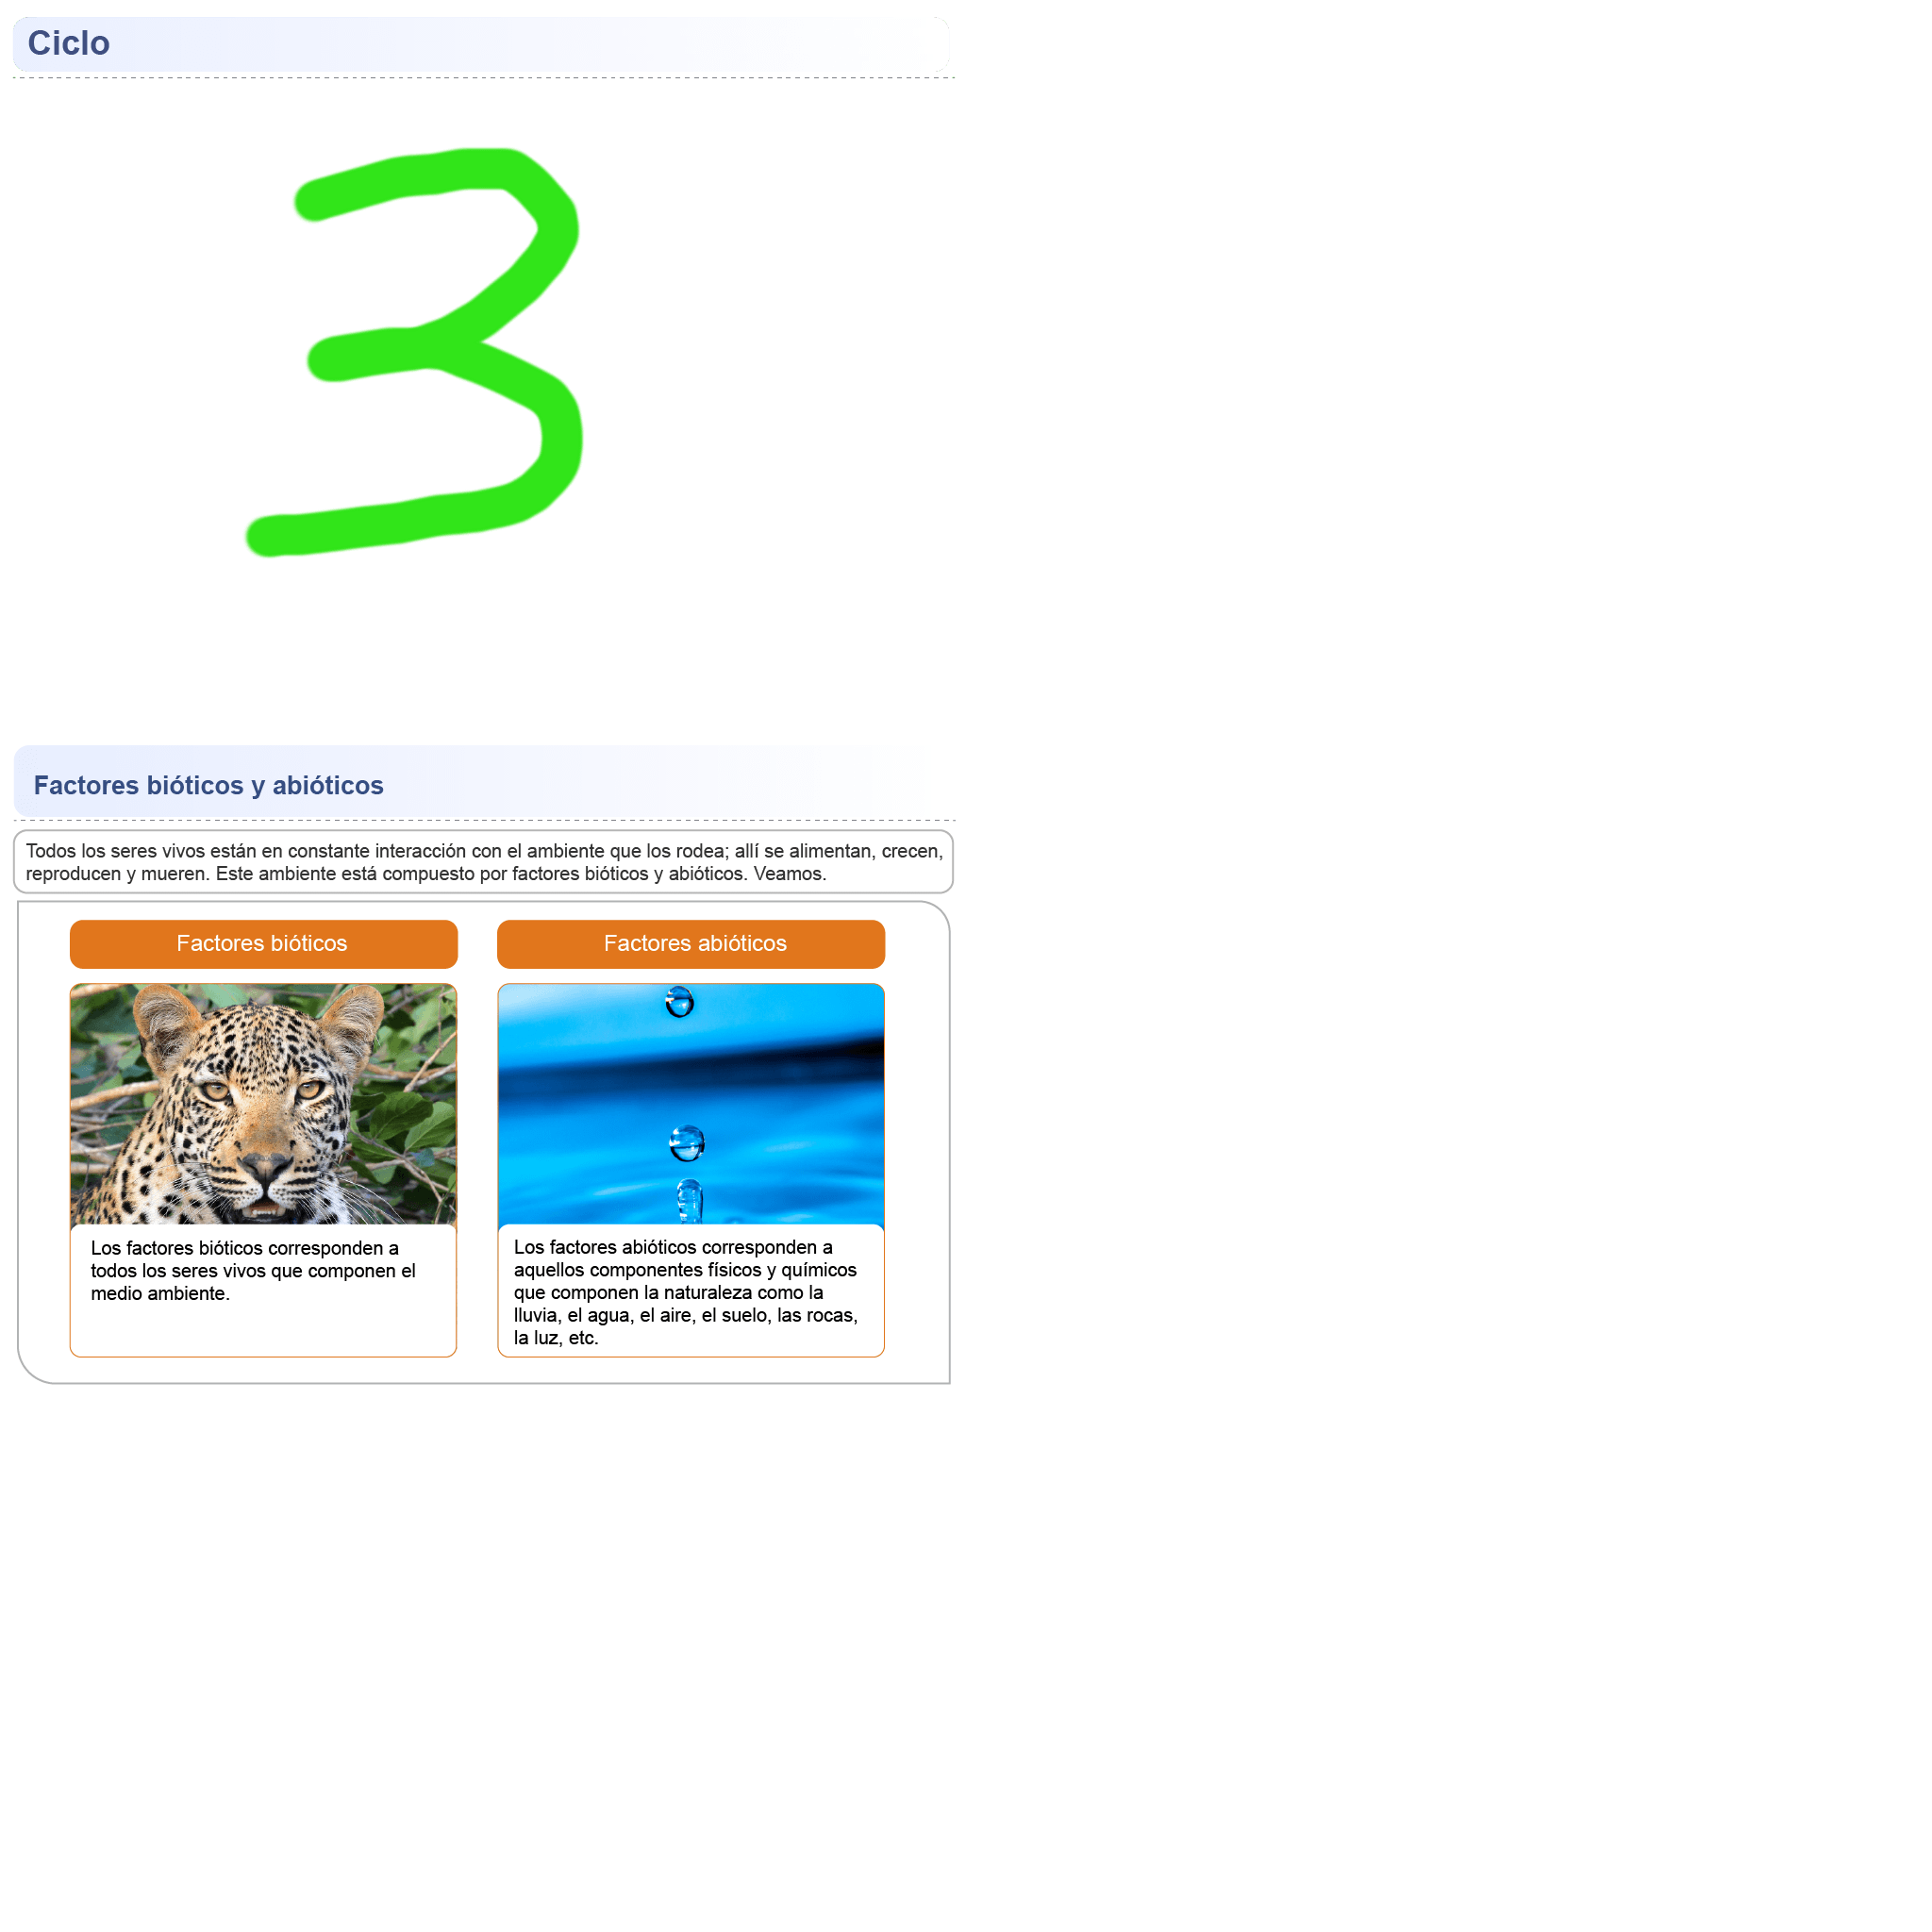 Ciclo
3
Factores bióticos y abióticos
Todos los seres vivos están en constante interacción con el ambiente que los rodea; allí se alimentan, crecen,
reproducen y mueren. Este ambiente está compuesto por factores bióticos y abióticos. Veamos.
Factores bióticos
Los factores bióticos corresponden a
todos los seres vivos que componen el
medio ambiente.
Factores abióticos
Los factores abióticos corresponden a
aquellos componentes físicos y químicos
que componen la naturaleza como la
lluvia, el agua, el aire, el suelo, las rocas,
la luz, etc.